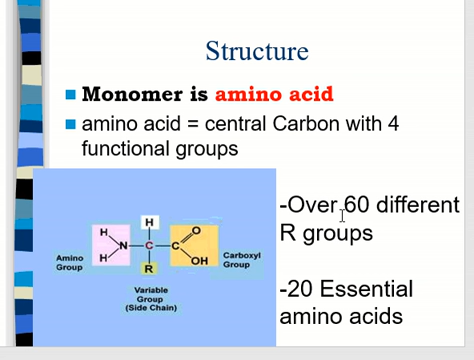 Structure
Monomer is amino acid
amino acid = central Carbon with 4
functional groups
-Over 60 different
R groups
-20 Essential
amino acids
H
H
O
N
C
C
H
OH
R
Amino
Group
Carboxyl
Group
Variable
Group
(Side Chain)